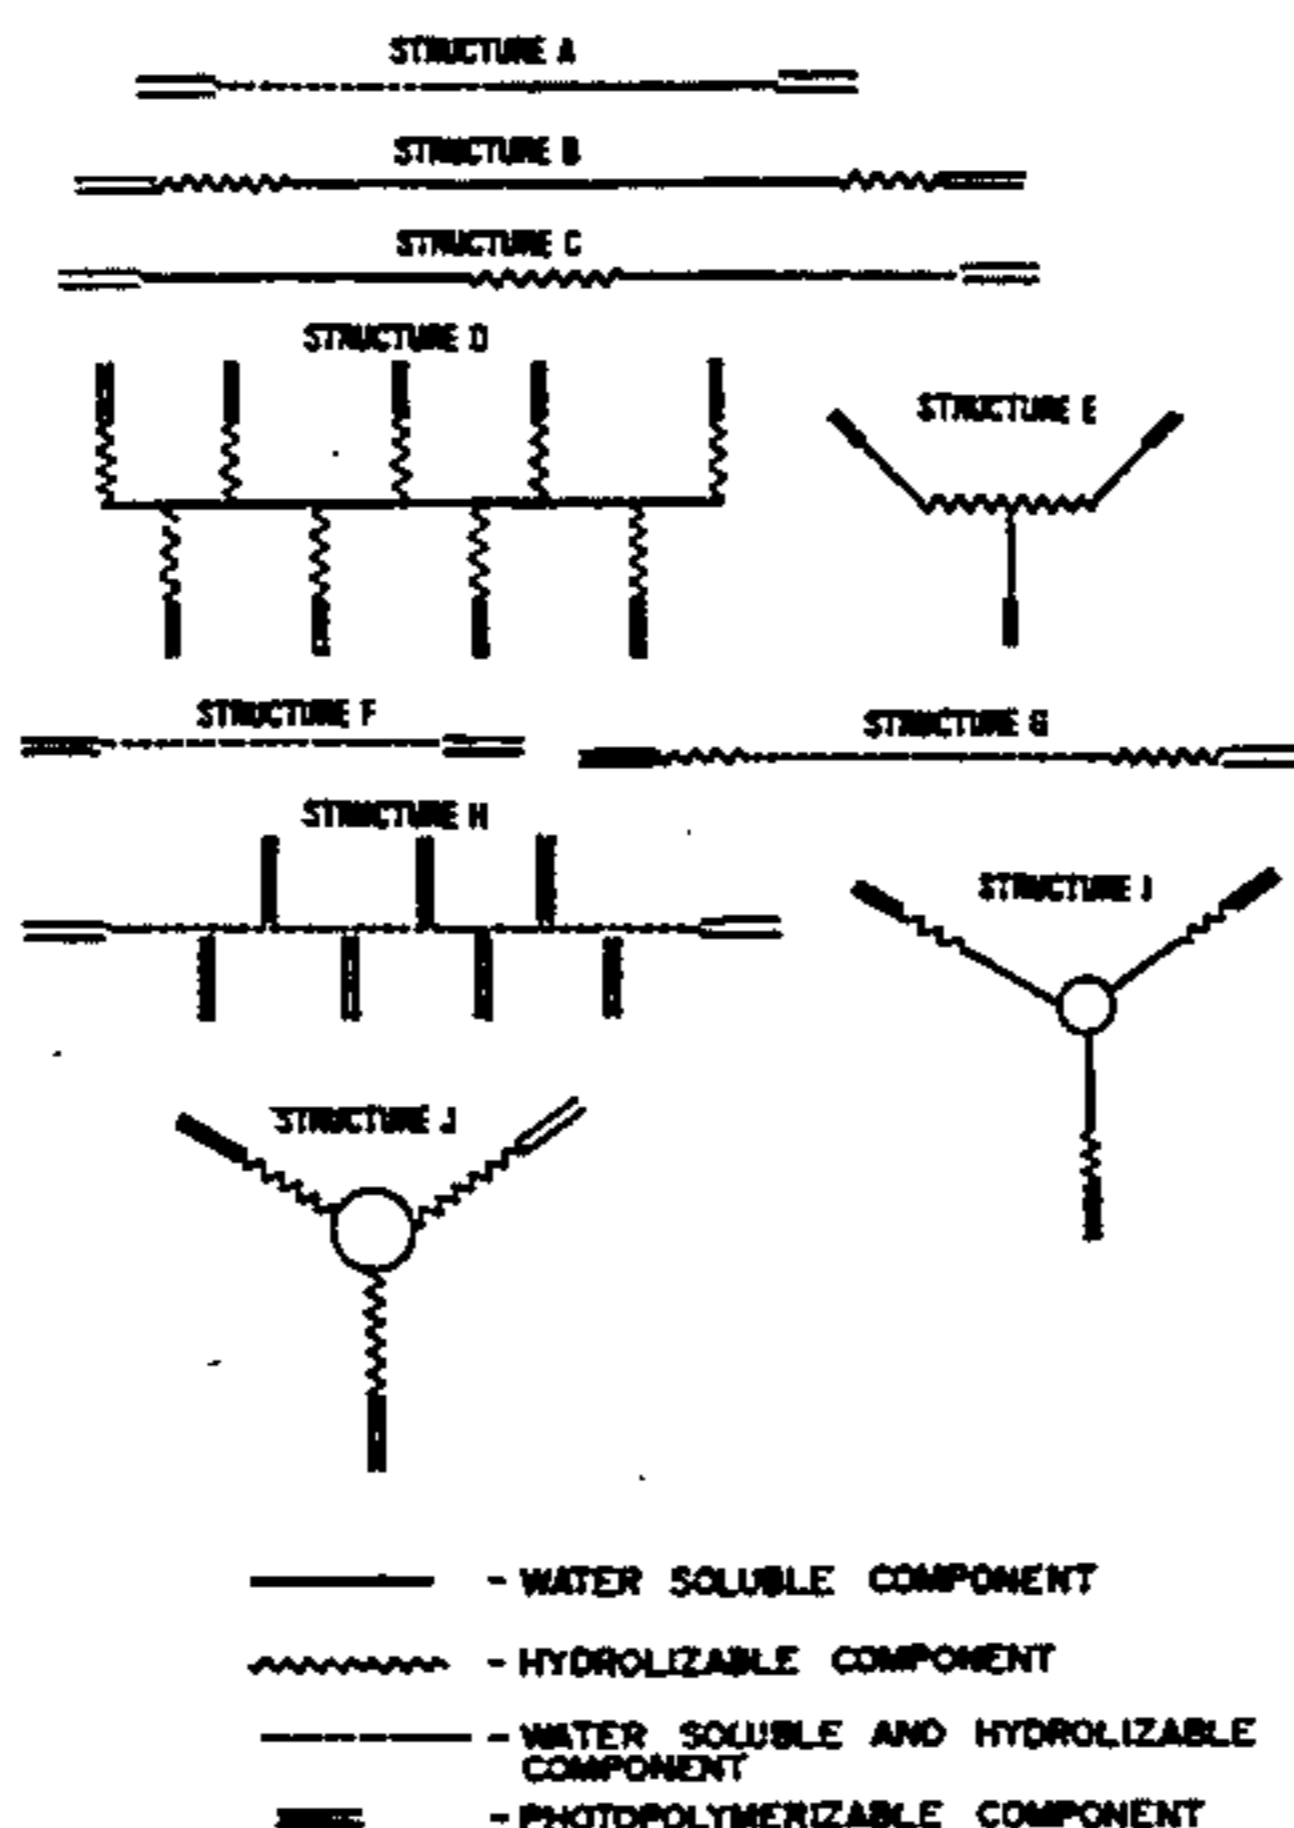 STRUCTURE A
STRUCTURE B
STRUCTURE C
STRUCTURE D
STRUCTURE E
STRUCTURE F
STRUCTURE G
STRUCTURE H
STRUCTURE I
STRUCTURE J
- WATER SOLUBLE COMPONENT
- HYDROLIZABLE COMPONENT
- WATER SOLUBLE AND HYDROLIZABLE
COMPONENT
- PHOTOPOLYMERIZABLE COMPONENT